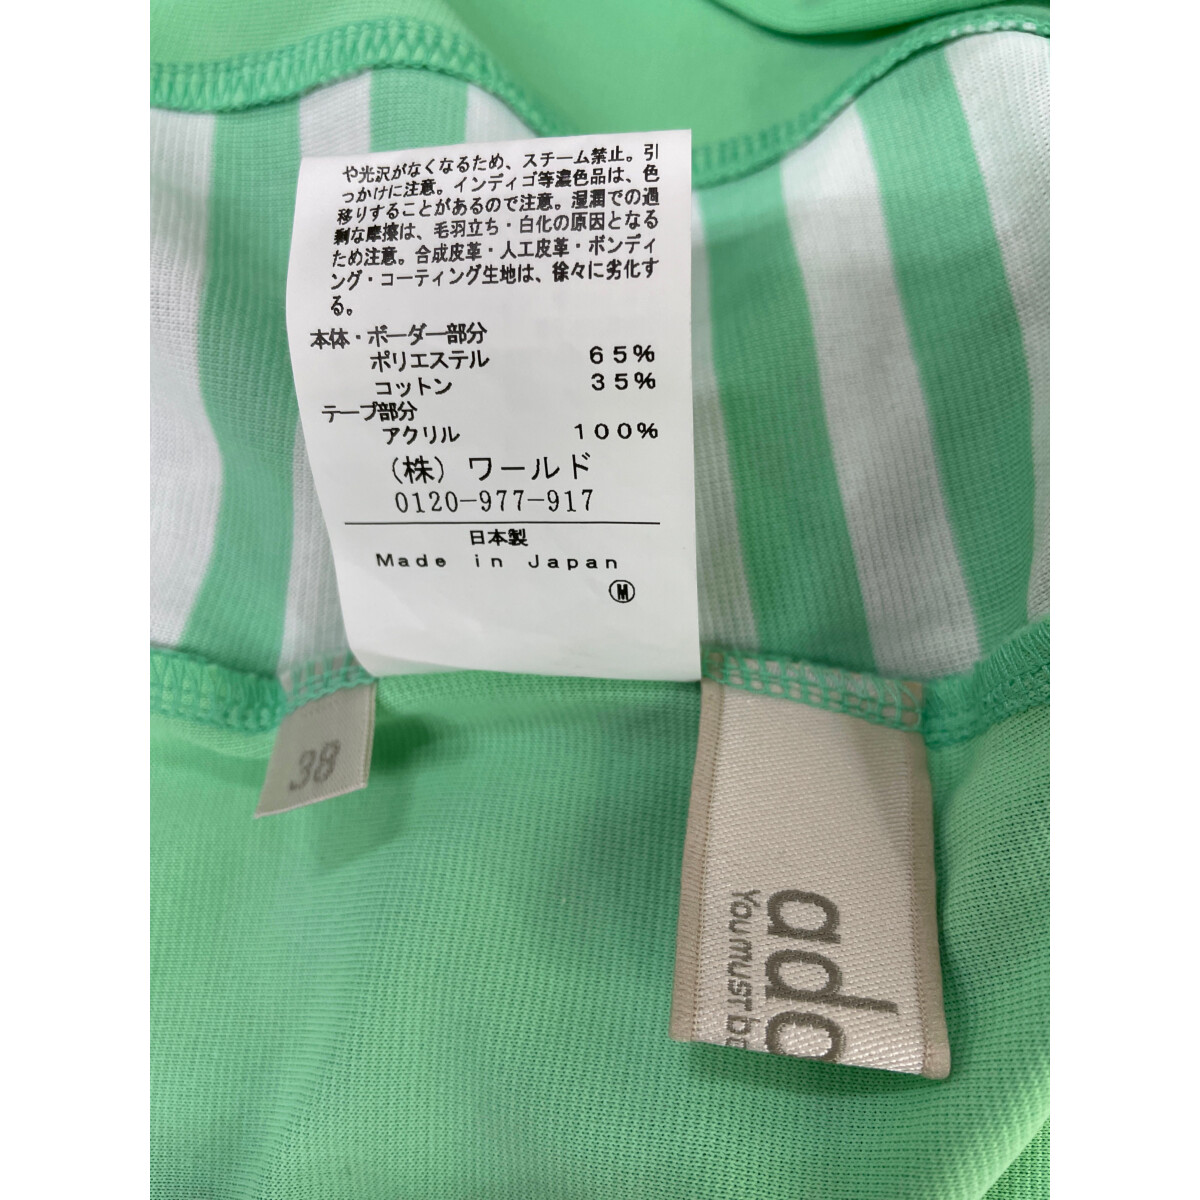 や光沢がなくなるため、スチーム禁止。引
っかけに注意。インディゴ等濃色品は、色
移りすることがあるので注意。湿潤での過
剰な摩擦は、毛羽立ち・白化の原因となる
ため注意。合成皮革・人工皮革・ボンディ
ング・コーティング生地は、徐々に劣化す
る。
本体・ボーダー部分
ポリエステル 65%
コットン 35%
テープ部分
アクリル 100%
(株) ワールド
0120-977-917
日本製
Made in Japan
M
38
You must